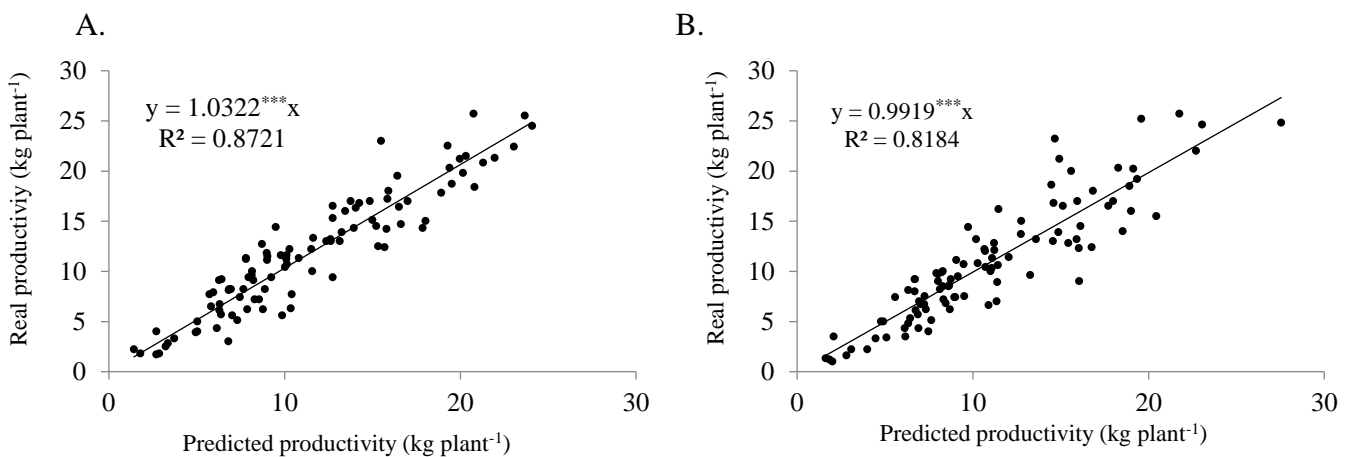 A.
Real productiviy (kg plant⁻¹)
30
25
20
15
10
5
0
y = 1.0322***x
R² = 0.8721
0 10 20 30
Predicted productivity (kg plant⁻¹)
B.
Real productivity (kg plant⁻¹)
30
25
20
15
10
5
0
y = 0.9919***x
R² = 0.8184
0 10 20 30
Predicted productivity (kg plant⁻¹)